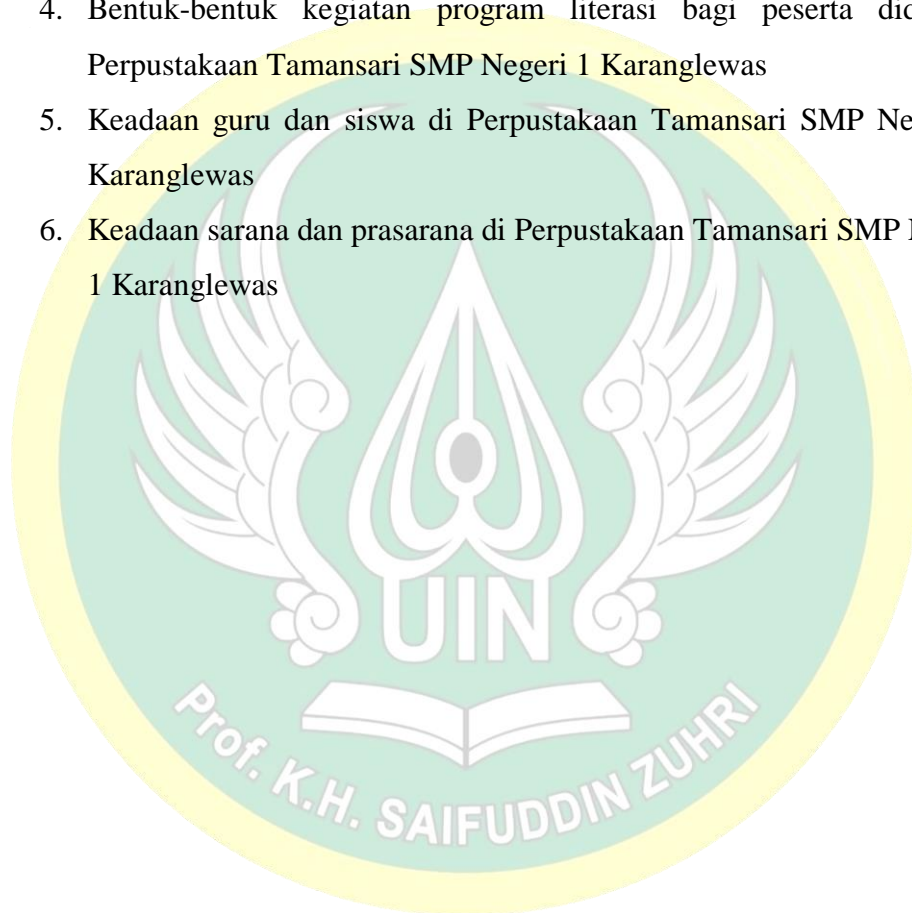 4. Bentuk-bentuk kegiatan program literasi bagi peserta
Perpustakaan Tamansari SMP Negeri 1 Karanglewas
5. Keadaan guru dan siswa di Perpustakaan Tamansari SMP
Karanglewas
6. Keadaan sarana dan prasarana di Perpustakaan Tamansari SMP
1 Karanglewas
UIN
Prof. K.H. SAIFUDDIN ZUHRI